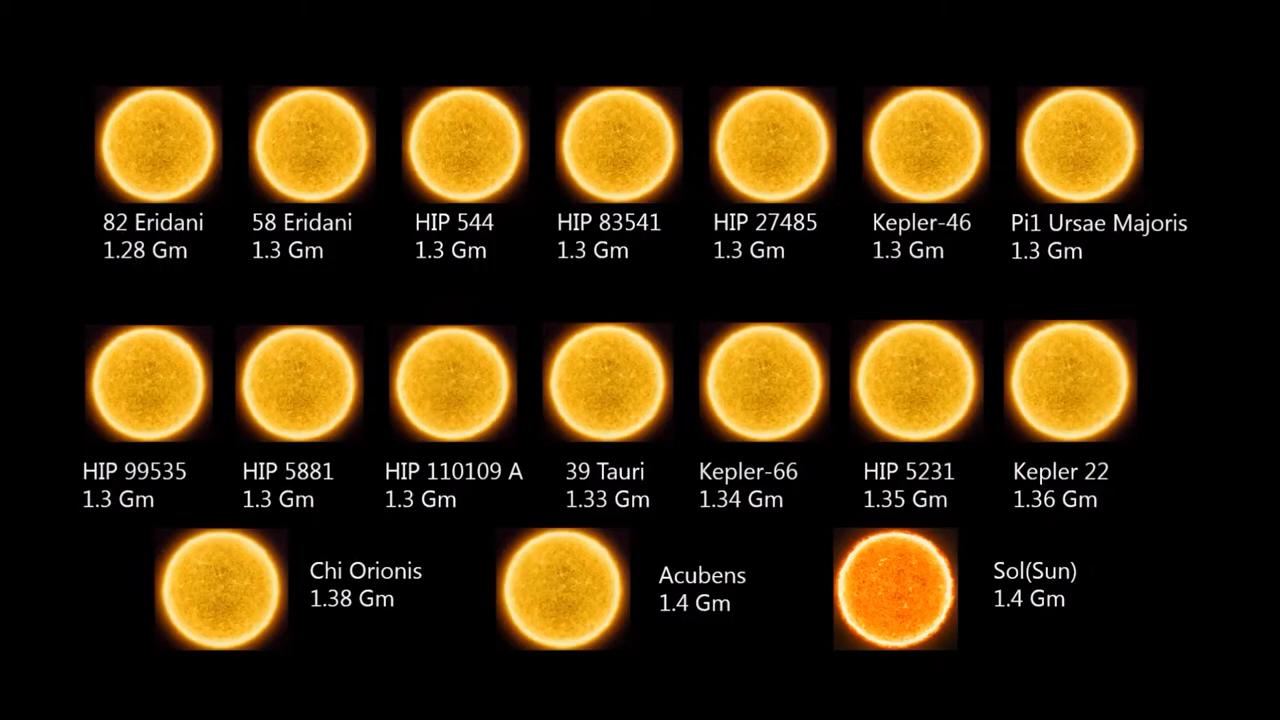 82 Eridani
1.28 Gm
58 Eridani
1.3 Gm
HIP 544
1.3 Gm
HIP 83541
1.3 Gm
HIP 27485
1.3 Gm
Kepler-46
1.3 Gm
Pi1 Ursae Majoris
1.3 Gm
HIP 99535
1.3 Gm
HIP 5881
1.3 Gm
HIP 110109 A
1.3 Gm
39 Tauri
1.33 Gm
Kepler-66
1.34 Gm
HIP 5231
1.35 Gm
Kepler 22
1.36 Gm
Chi Orionis
1.38 Gm
Acubens
1.4 Gm
Sol(Sun)
1.4 Gm